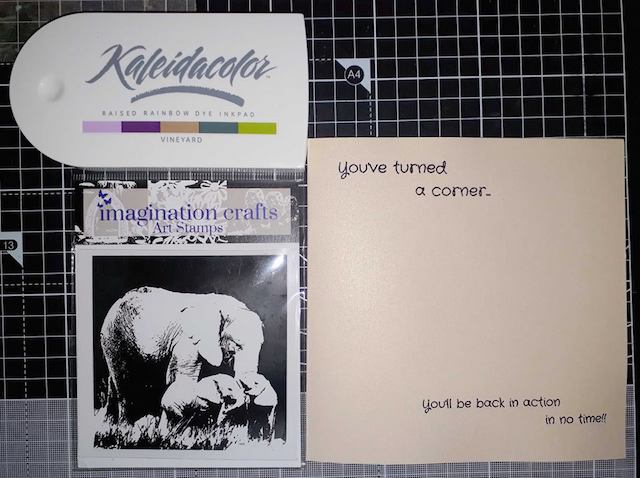 Kaleidacolor™
RAISED RAINBOW DYE INKPAD
VINEYARD
A4
13
imagination crafts
Art Stamps
You've turned
a corner...
You'll be back in action
in no time!!